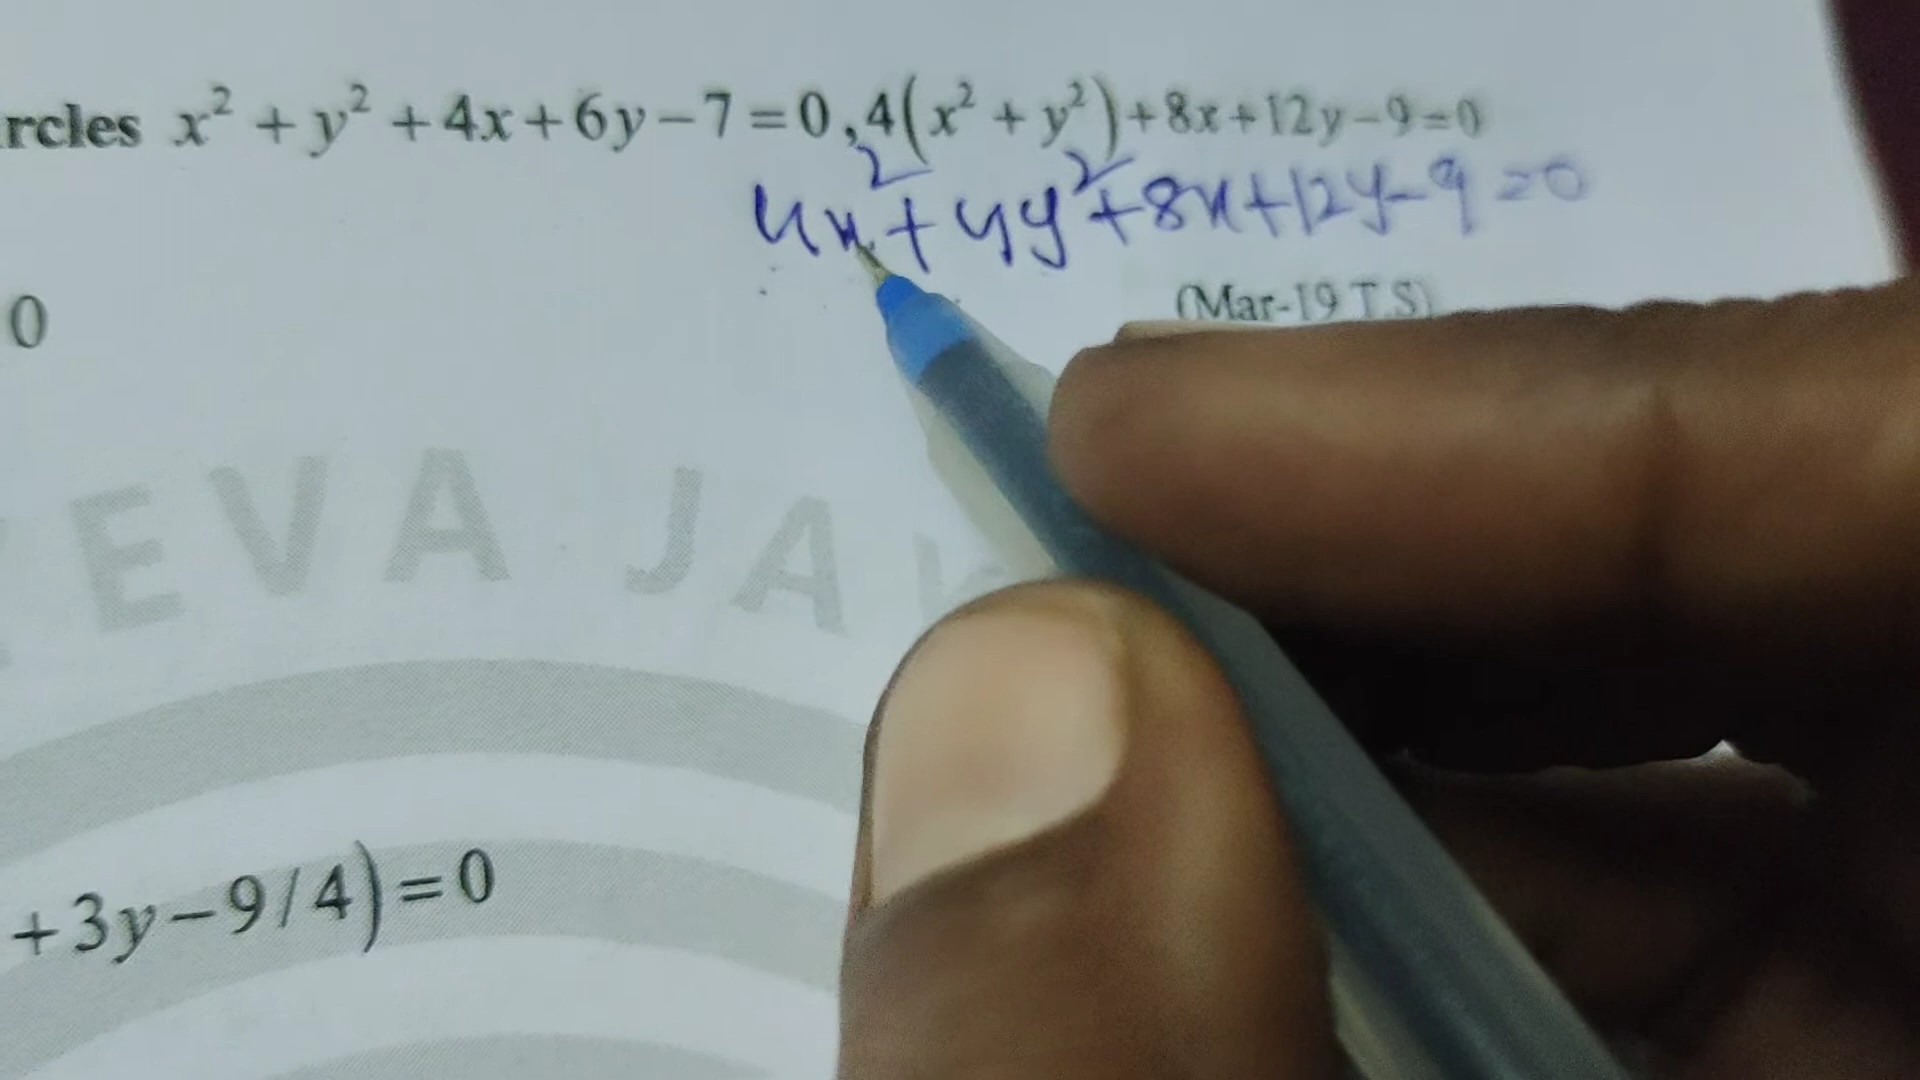 rcles x² + y² + 4x + 6y − 7 = 0, 4(x² + y²) + 8x + 12y − 9 = 0
4x² + 4y² + 8x + 12y − 9 = 0
(Mar-19 T.S)
0
EVA JA
+ 3y − 9/4) = 0